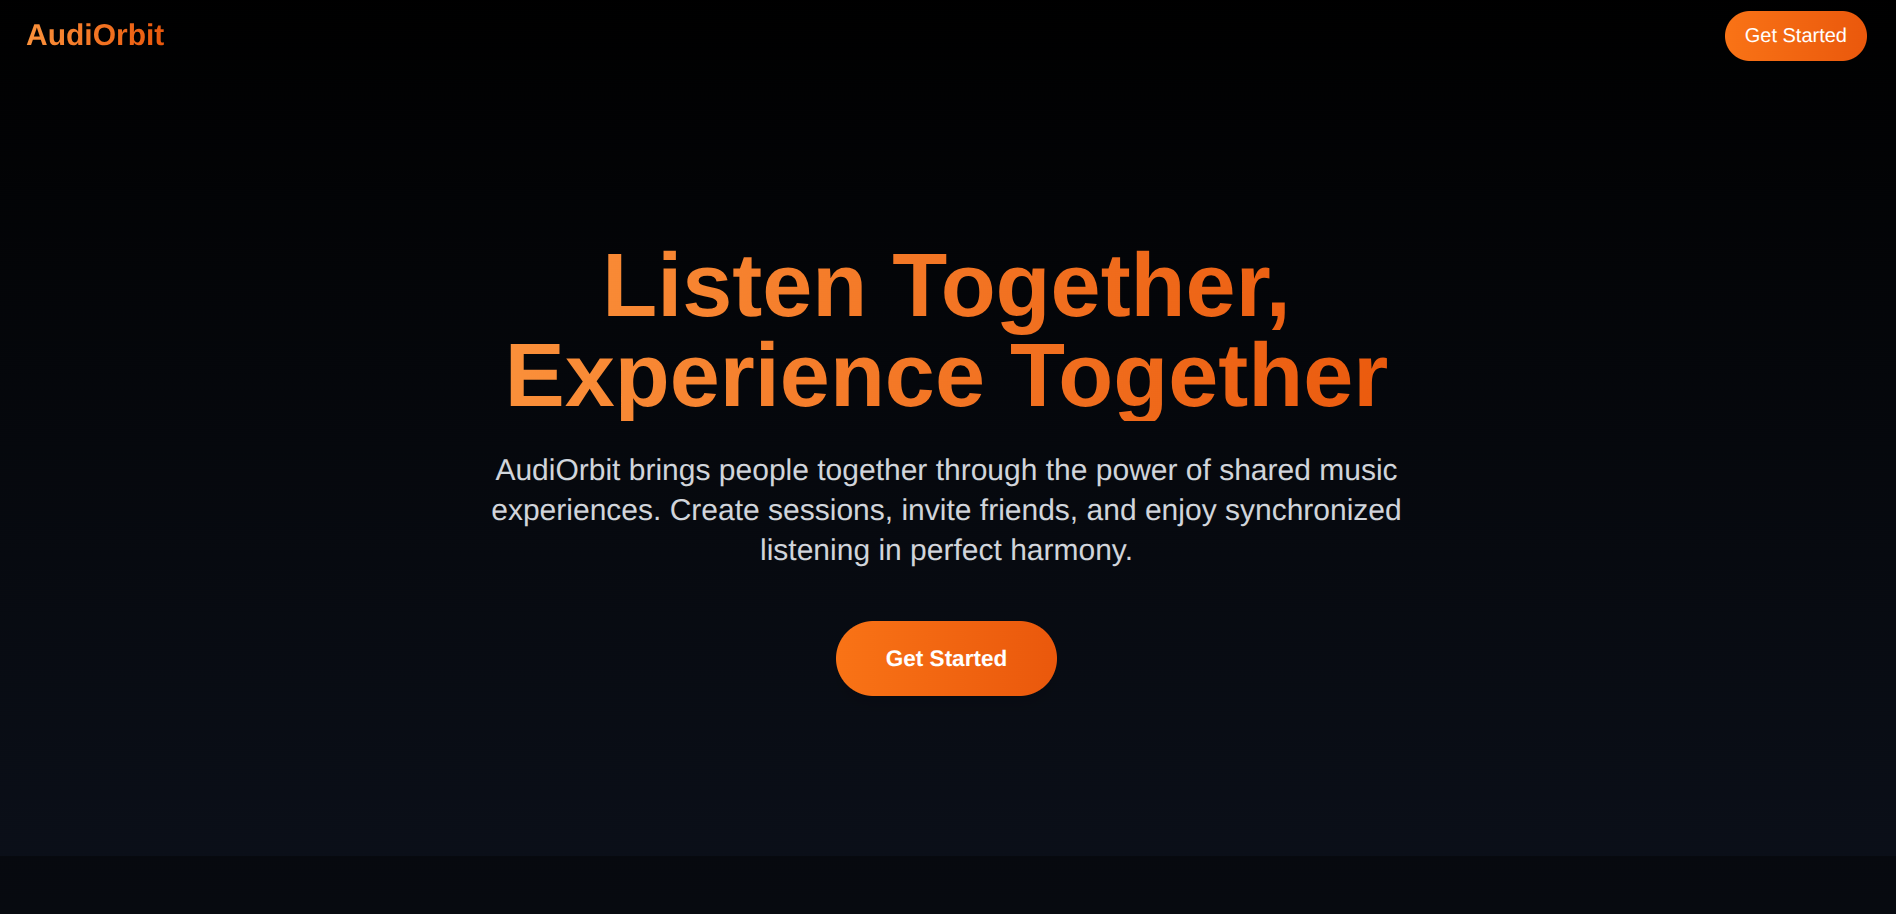 AudiOrbit
Get Started
Listen Together,
Experience Together
AudiOrbit brings people together through the power of shared music
experiences. Create sessions, invite friends, and enjoy synchronized
listening in perfect harmony.
Get Started